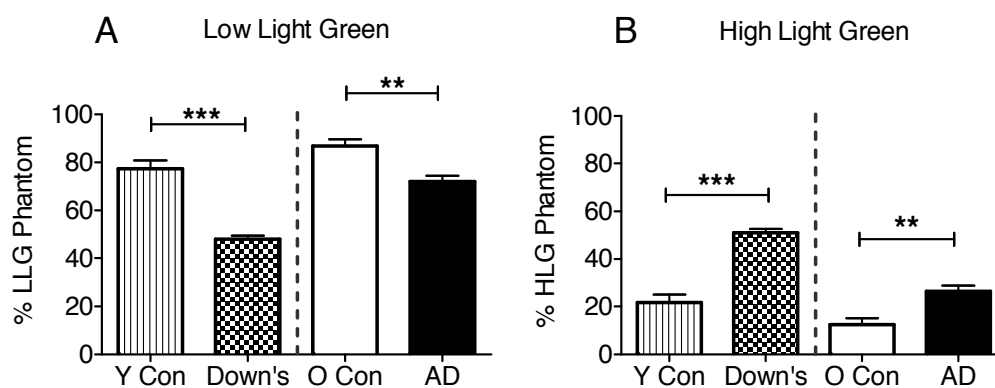 A
Low Light Green
% LLG Phantom
100
80
60
40
20
0
***
**
Y Con
Down's
O Con
AD
B
High Light Green
% HLG Phantom
100
80
60
40
20
0
***
**
Y Con
Down's
O Con
AD